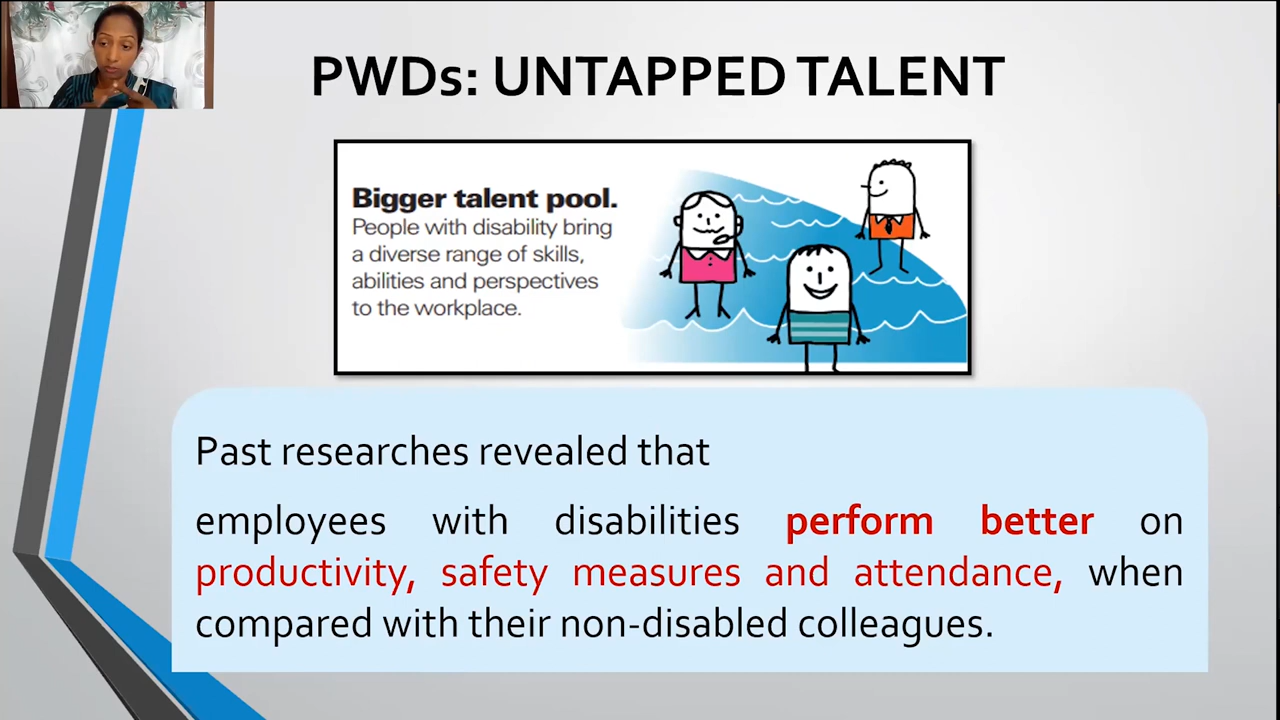 PWDs: UNTAPPED TALENT
Bigger talent pool.
People with disability bring
a diverse range of skills,
abilities and perspectives
to the workplace.
Past researches revealed that
employees with disabilities perform better on
productivity, safety measures and attendance, when
compared with their non-disabled colleagues.